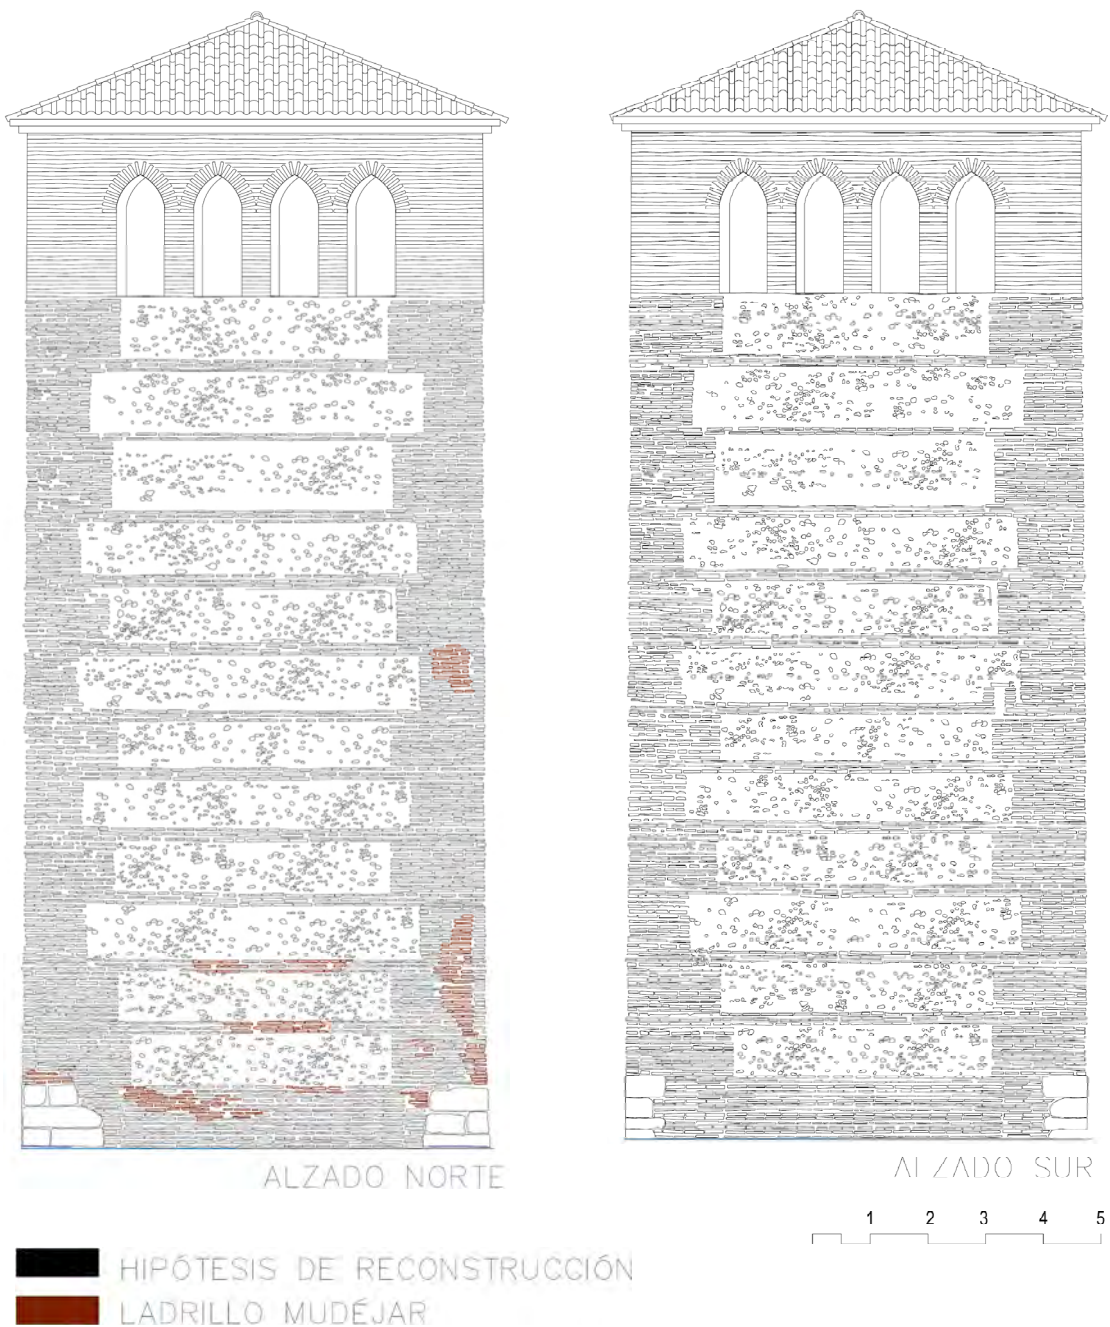 ALZADO NORTE
ALZADO SUR
1 2 3 4 5
HIPÓTESIS DE RECONSTRUCCIÓN
LADRILLO MUDÉJAR